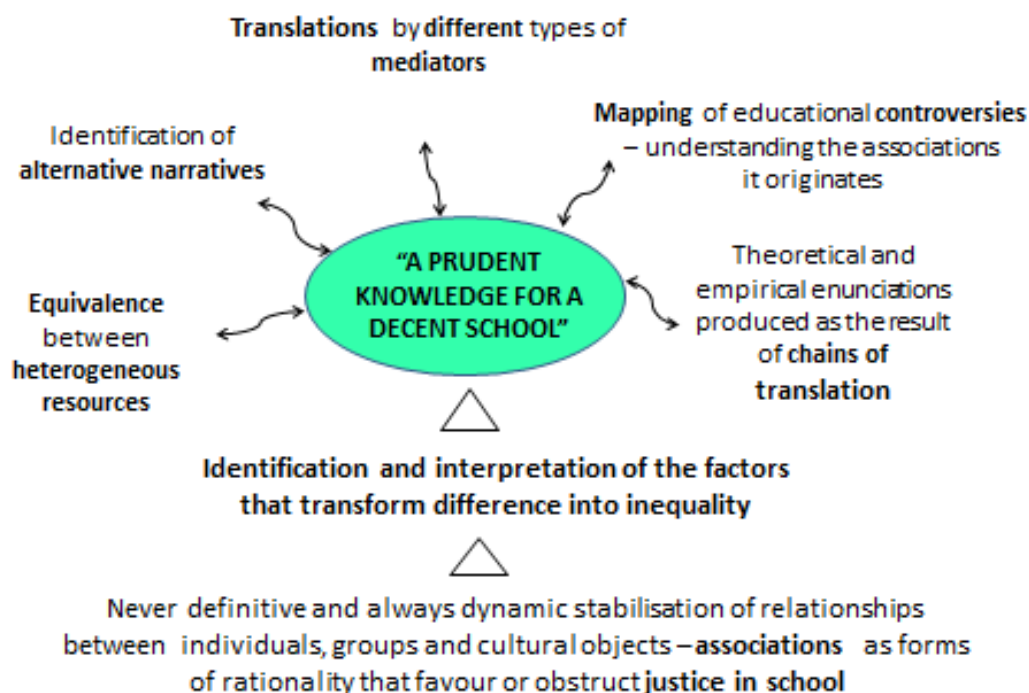 Translations by different types of
mediators
Identification of
alternative narratives
Mapping of educational controversies
– understanding the associations
it originates
Equivalence
between
heterogeneous
resources
“A PRUDENT
KNOWLEDGE FOR A
DECENT SCHOOL”
Theoretical and
empirical enunciations
produced as the result
of chains of
translation
Identification and interpretation of the factors
that transform difference into inequality
Never definitive and always dynamic stabilisation of relationships
between individuals, groups and cultural objects – associations as forms
of rationality that favour or obstruct justice in school